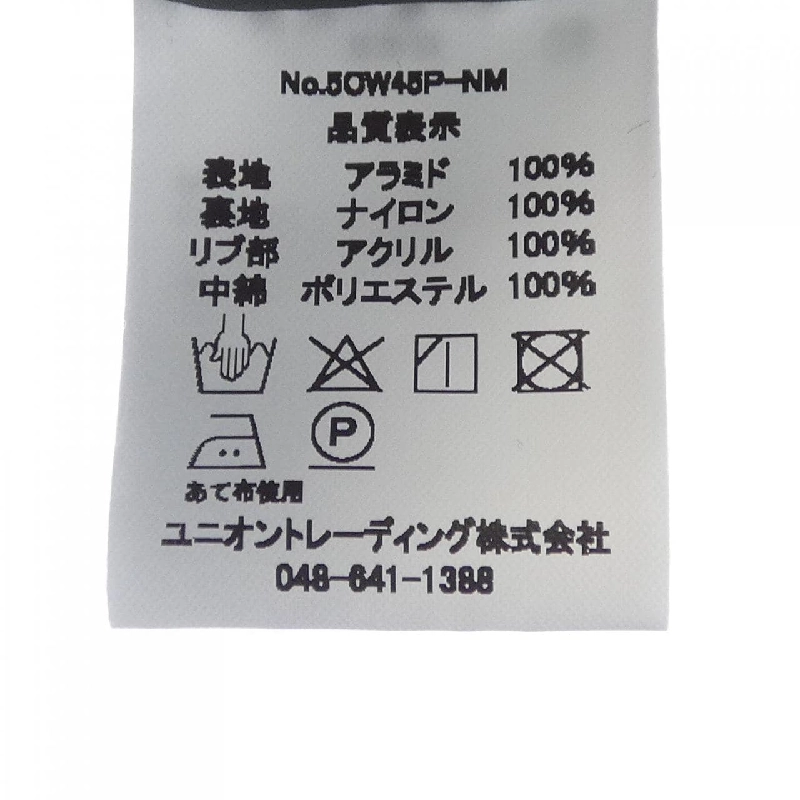 No.50W45P-NM
品質表示
表地 アラミド 100%
裏地 ナイロン 100%
リブ部 アクリル 100%
中綿 ポリエステル 100%
P
あて布使用
ユニオントレーディング株式会社
048-641-1388